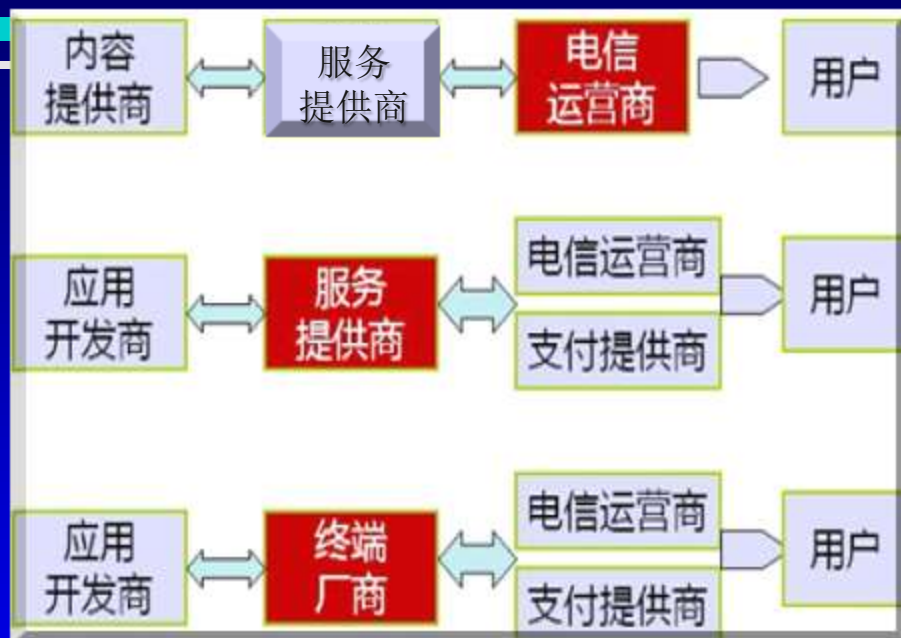 内容
提供商
服务
提供商
电信
运营商
用户
应用
开发商
服务
提供商
电信运营商
支付提供商
用户
应用
开发商
终端
厂商
电信运营商
支付提供商
用户